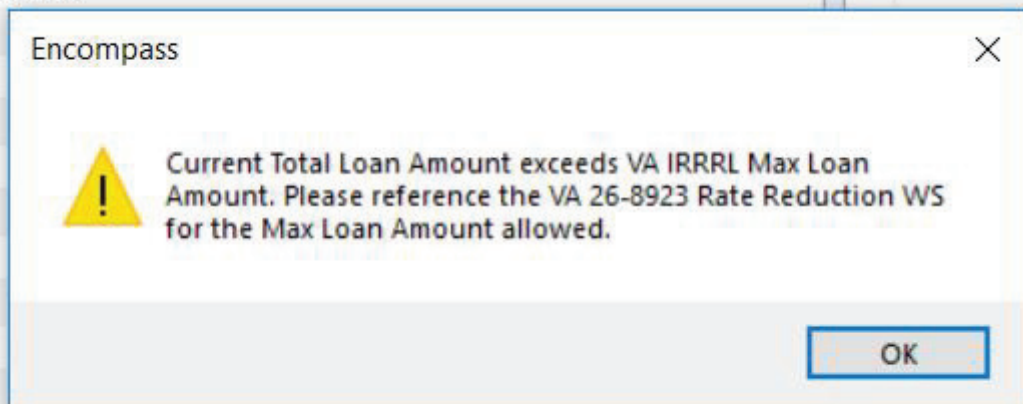 Encompass
Current Total Loan Amount exceeds VA IRRRL Max Loan
Amount. Please reference the VA 26-8923 Rate Reduction WS
for the Max Loan Amount allowed.
OK